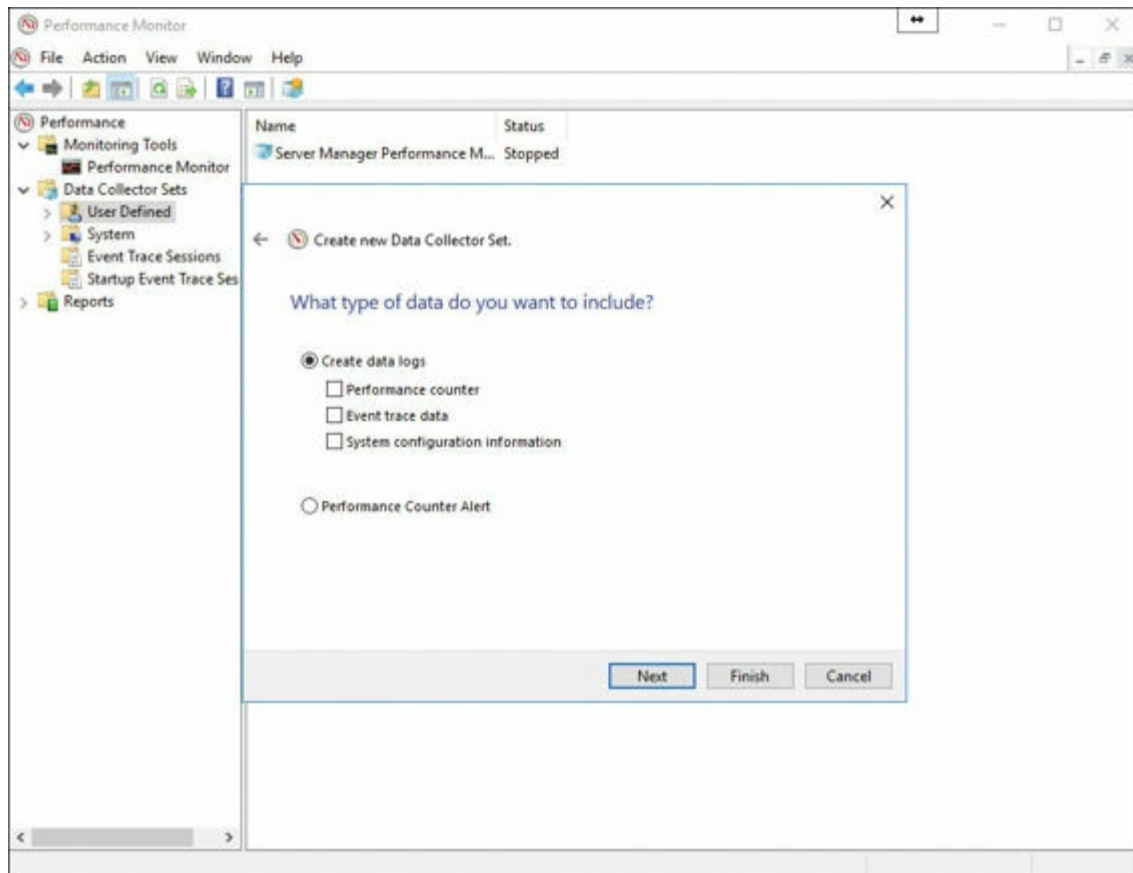 Performance Monitor
File Action View Window Help
Performance
Monitoring Tools
Performance Monitor
Data Collector Sets
User Defined
System
Event Trace Sessions
Startup Event Trace Ses
Reports
Name Status
Server Manager Performance M... Stopped
Create new Data Collector Set.
What type of data do you want to include?
Create data logs
Performance counter
Event trace data
System configuration information
Performance Counter Alert
Next Finish Cancel